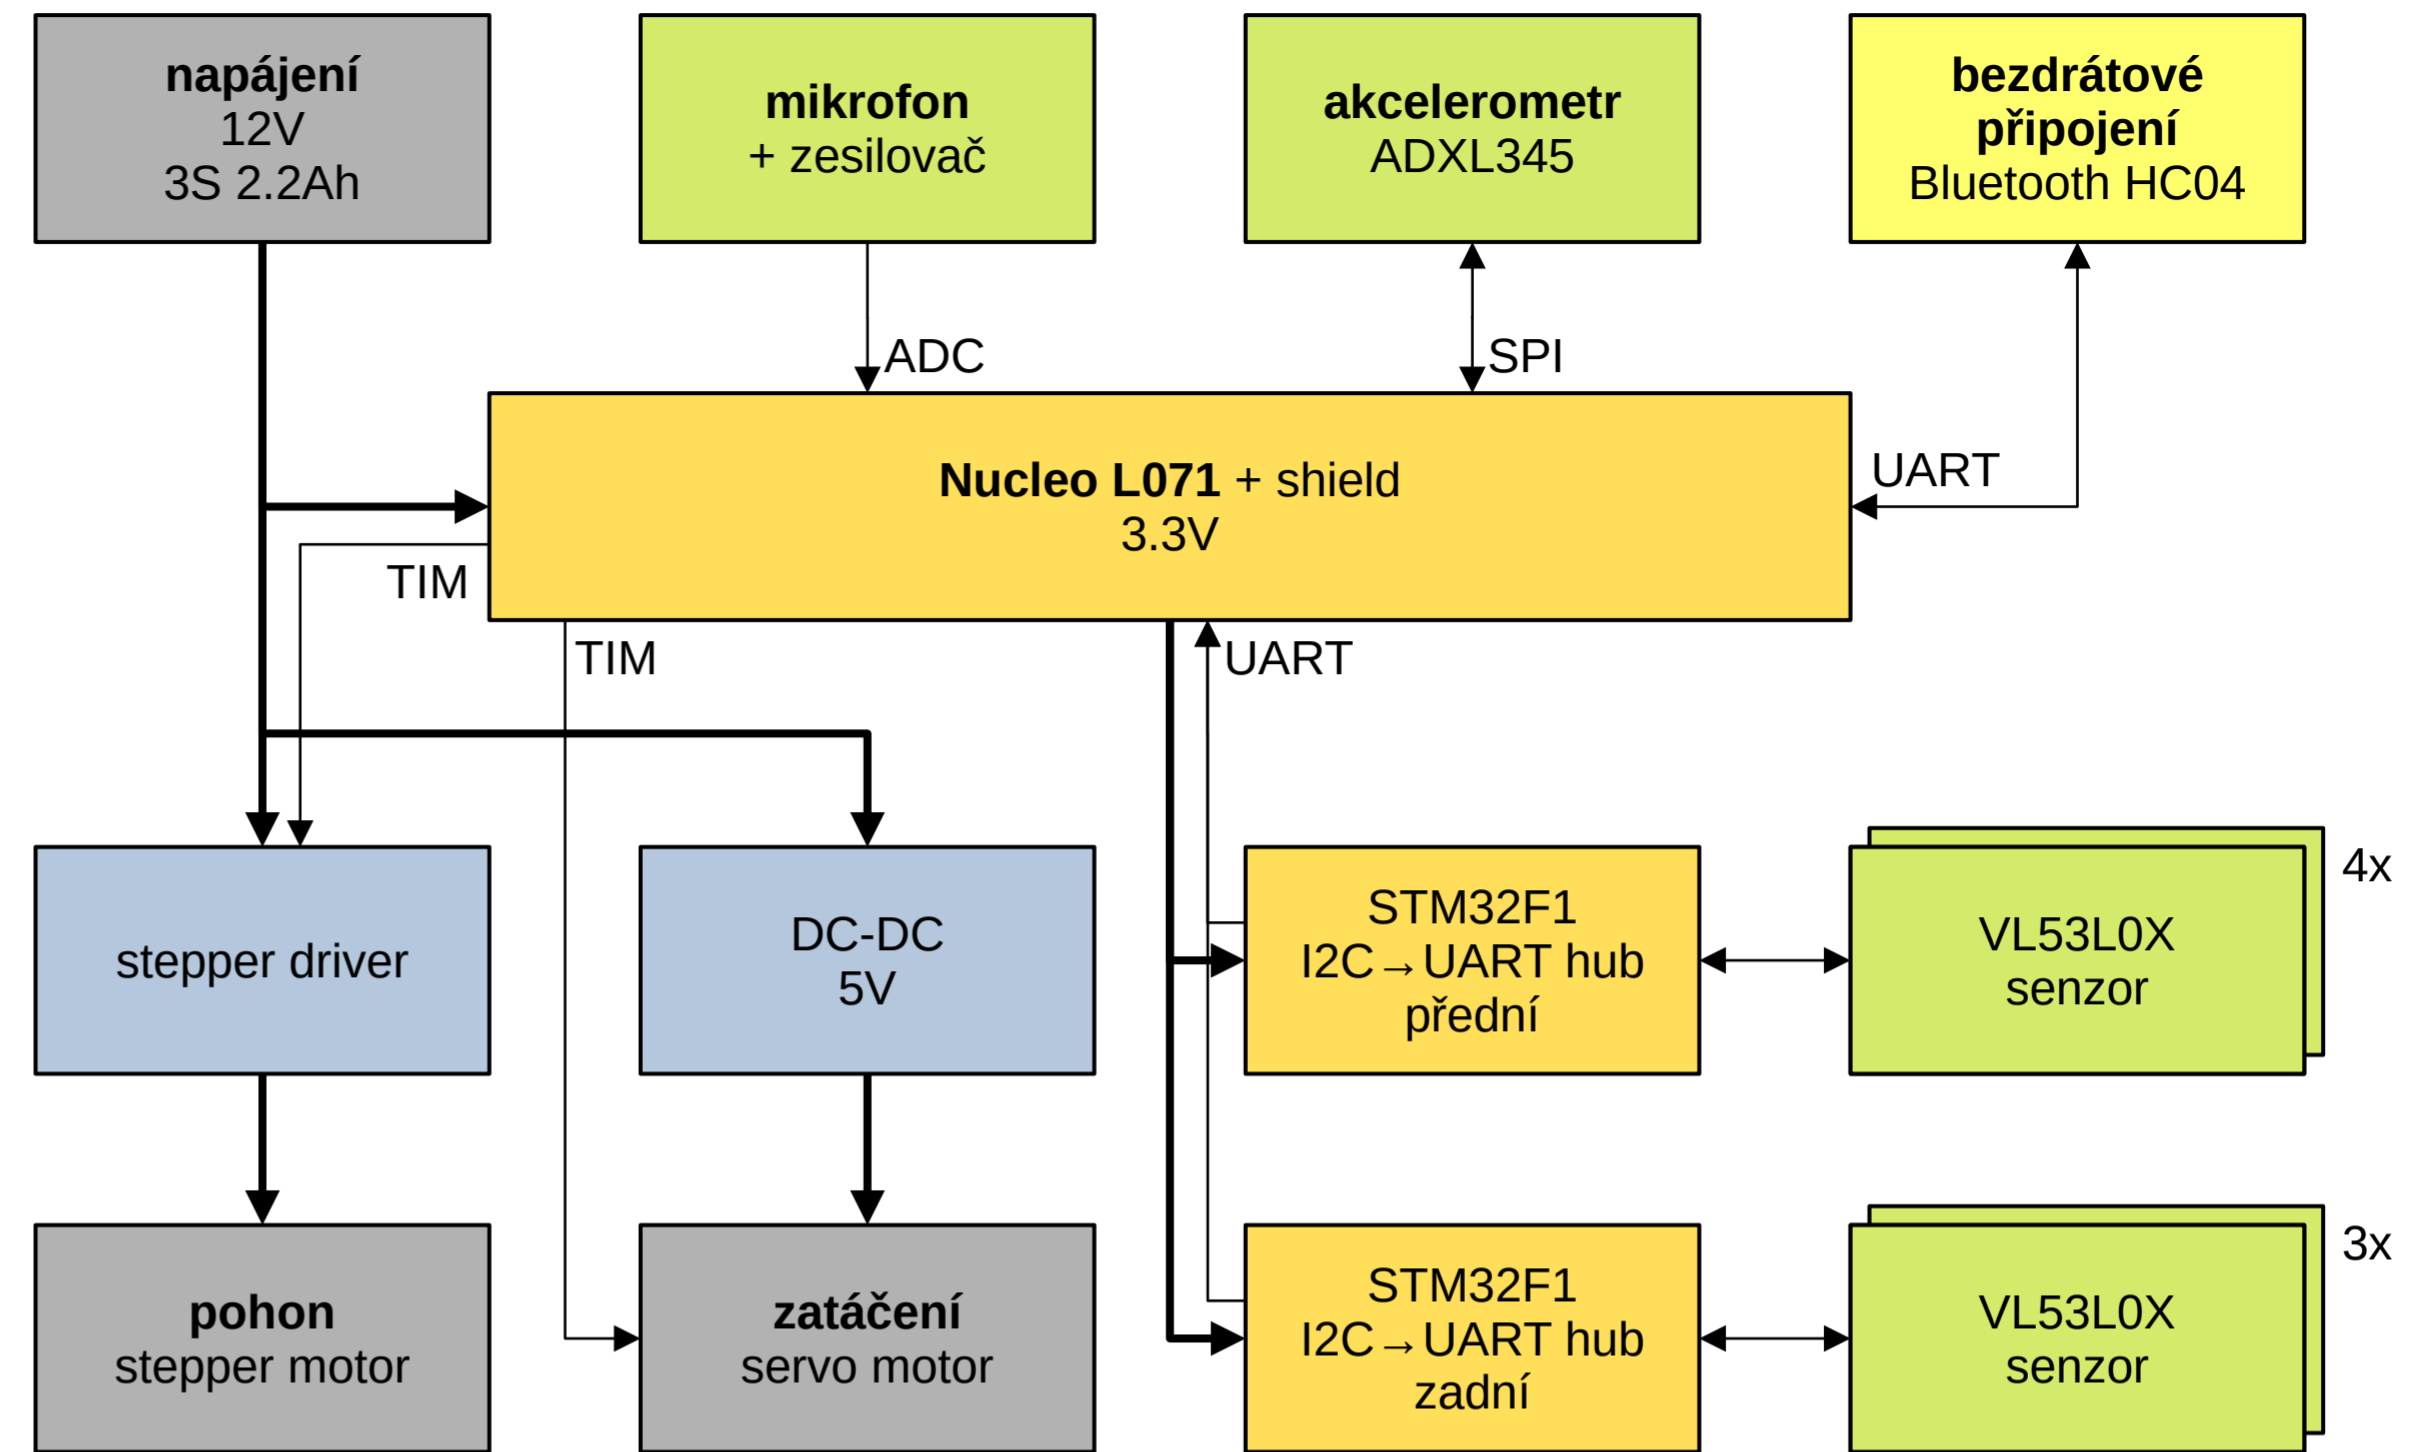 napájení
12V
3S 2.2Ah
mikrofon
+ zesilovač
akcelerometr
ADXL345
bezdrátové
připojení
Bluetooth HC04
ADC
SPI
UART
Nucleo L071 + shield
3.3V
TIM
TIM
UART
stepper driver
DC-DC
5V
STM32F1
I2C→UART hub
přední
VL53L0X
senzor
4x
pohon
stepper motor
zatáčení
servo motor
STM32F1
I2C→UART hub
zadní
VL53L0X
senzor
3x